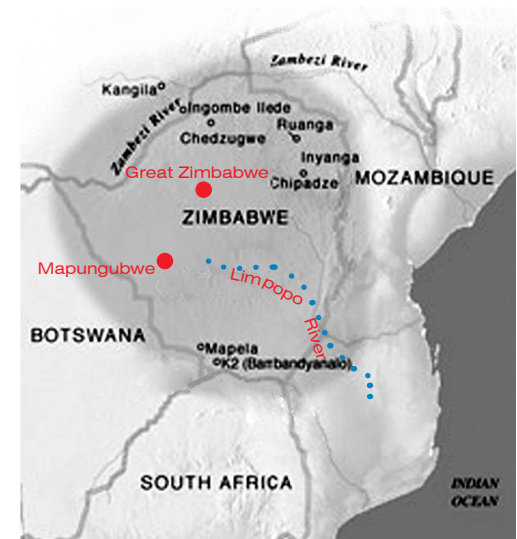 Zambezi River
Kangila
Zambezi River
Ingombe Ilede
Chedzugwe
Ruanga
Inyanga
Chipadze
Great Zimbabwe
MOZAMBIQUE
ZIMBABWE
Mapungubwe
Limpopo
River
BOTSWANA
Mapela
K2 (Bambandyanalo)
SOUTH AFRICA
INDIAN
OCEAN